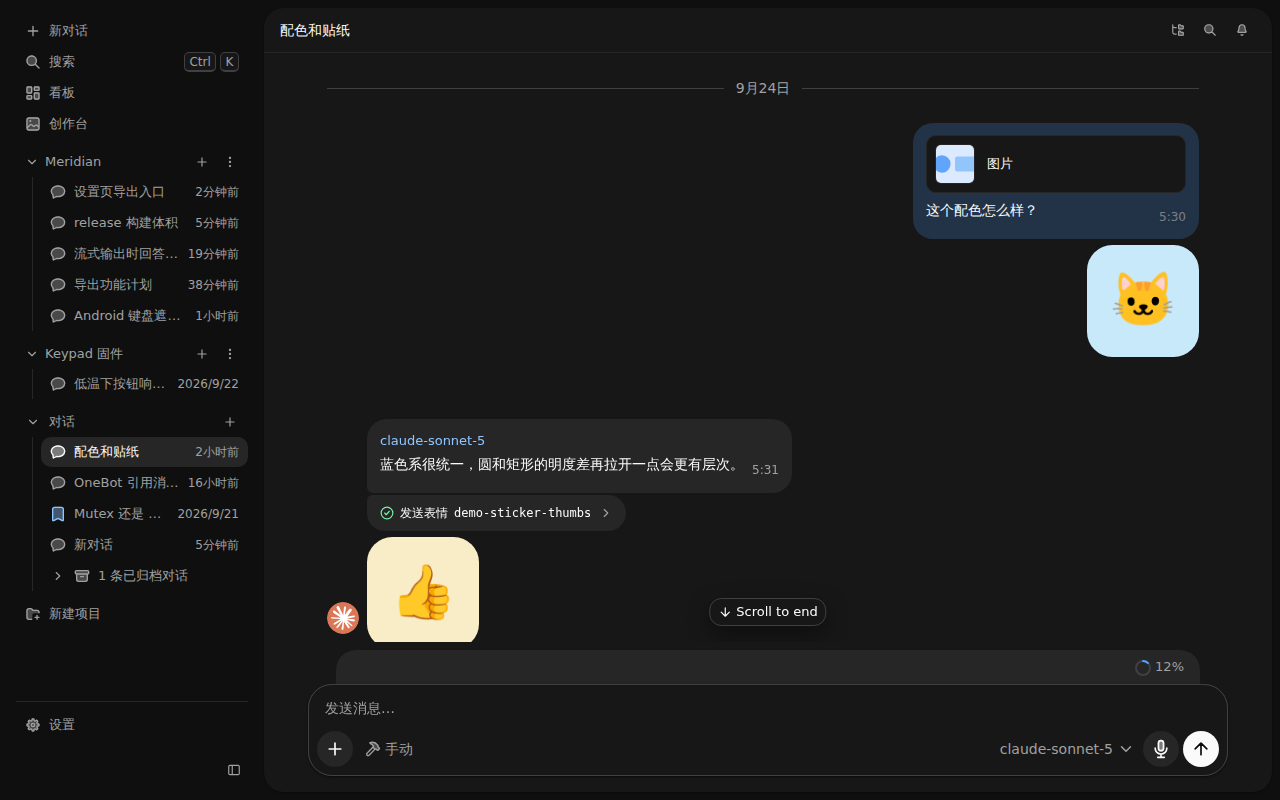 新对话
搜索 Ctrl K
看板
创作台
Meridian
设置页导出入口 2分钟前
release 构建体积 5分钟前
流式输出时回答… 19分钟前
导出功能计划 38分钟前
Android 键盘遮… 1小时前
Keypad 固件
低温下按钮响… 2026/9/22
对话
配色和贴纸 2小时前
OneBot 引用消… 16小时前
Mutex 还是 … 2026/9/21
新对话 5分钟前
1 条已归档对话
新建项目
设置
配色和贴纸
9月24日
图片
这个配色怎么样？ 5:30
claude-sonnet-5
蓝色系很统一，圆和矩形的明度差再拉开一点会更有层次。 5:31
发送表情 demo-sticker-thumbs
Scroll to end
12%
发送消息…
手动
claude-sonnet-5